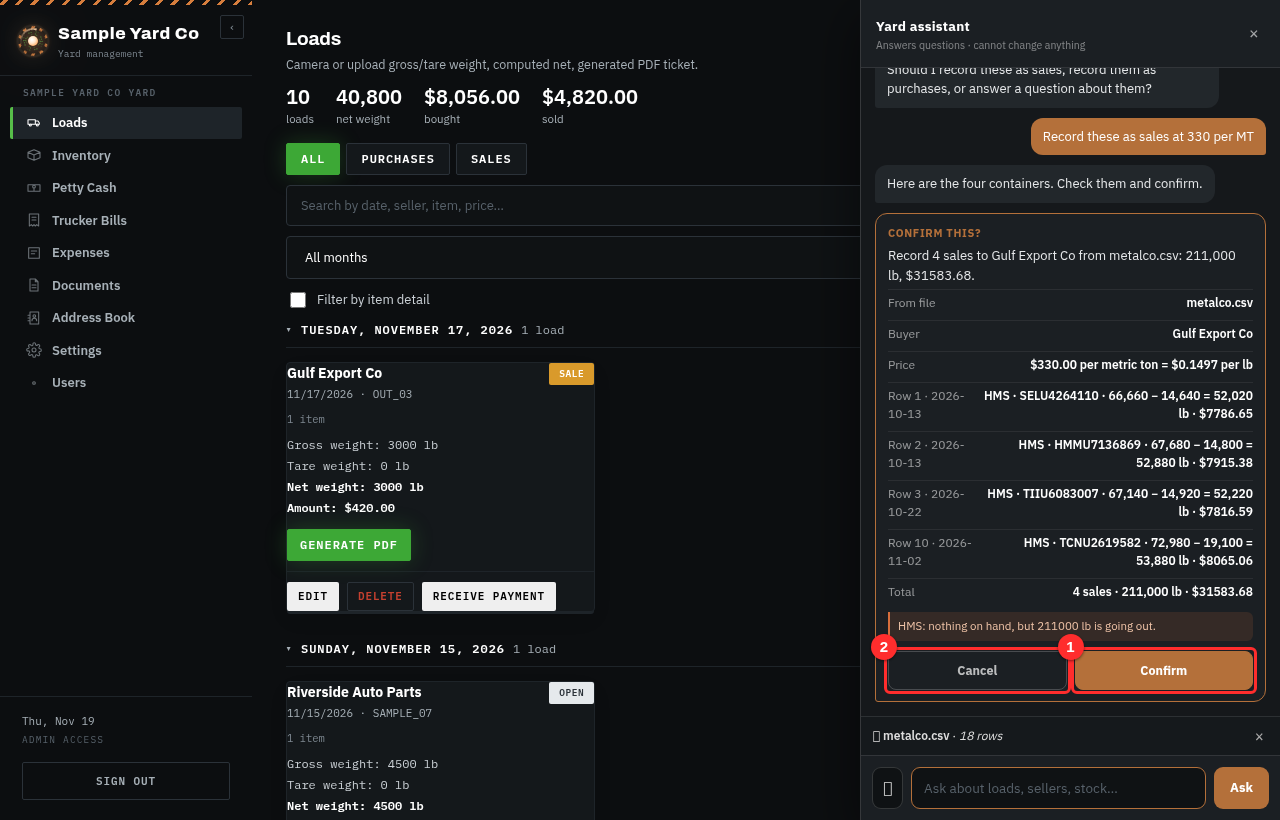 Sample Yard Co
Yard management
‹
SAMPLE YARD CO YARD
Loads
Inventory
Petty Cash
Trucker Bills
Expenses
Documents
Address Book
Settings
Users
Thu, Nov 19
ADMIN ACCESS
SIGN OUT
Loads
Camera or upload gross/tare weight, computed net, generated PDF ticket.
10 40,800 $8,056.00 $4,820.00
loads net weight bought sold
ALL PURCHASES SALES
Search by date, seller, item, price...
All months
Filter by item detail
▾ TUESDAY, NOVEMBER 17, 2026 1 load
Gulf Export Co SALE
11/17/2026 · OUT_03
1 item
Gross weight: 3000 lb
Tare weight: 0 lb
Net weight: 3000 lb
Amount: $420.00
GENERATE PDF
EDIT DELETE RECEIVE PAYMENT
▾ SUNDAY, NOVEMBER 15, 2026 1 load
Riverside Auto Parts OPEN
11/15/2026 · SAMPLE_07
1 item
Gross weight: 4500 lb
Tare weight: 0 lb
Net weight: 4500 lb
Yard assistant ×
Answers questions · cannot change anything
Should I record these as sales, record them as
purchases, or answer a question about them?
Record these as sales at 330 per MT
Here are the four containers. Check them and confirm.
CONFIRM THIS?
Record 4 sales to Gulf Export Co from metalco.csv: 211,000
lb, $31583.68.
From file metalco.csv
Buyer Gulf Export Co
Price $330.00 per metric ton = $0.1497 per lb
Row 1 · 2026- HMS · SELU4264110 · 66,660 − 14,640 = 52,020
10-13 lb · $7786.65
Row 2 · 2026- HMS · HMMU7136869 · 67,680 − 14,800 =
10-13 52,880 lb · $7915.38
Row 3 · 2026- HMS · TIIU6083007 · 67,140 − 14,920 = 52,220
10-22 lb · $7816.59
Row 10 · 2026- HMS · TCNU2619582 · 72,980 − 19,100 =
11-02 53,880 lb · $8065.06
Total 4 sales · 211,000 lb · $31583.68
HMS: nothing on hand, but 211000 lb is going out.
2 1
Cancel Confirm
metalco.csv · 18 rows ×
Ask about loads, sellers, stock... Ask